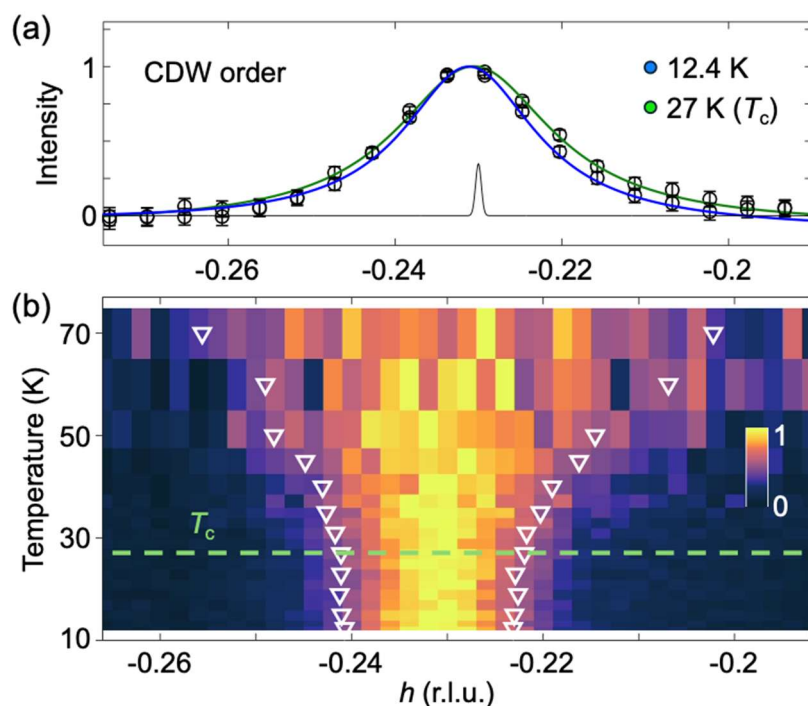 (a)
CDW order
12.4 K
27 K (Tc)
Intensity
1
0
-0.26
-0.24
-0.22
-0.2
(b)
Temperature (K)
70
50
30
10
Tc
1
0
-0.26
-0.24
-0.22
-0.2
h (r.l.u.)